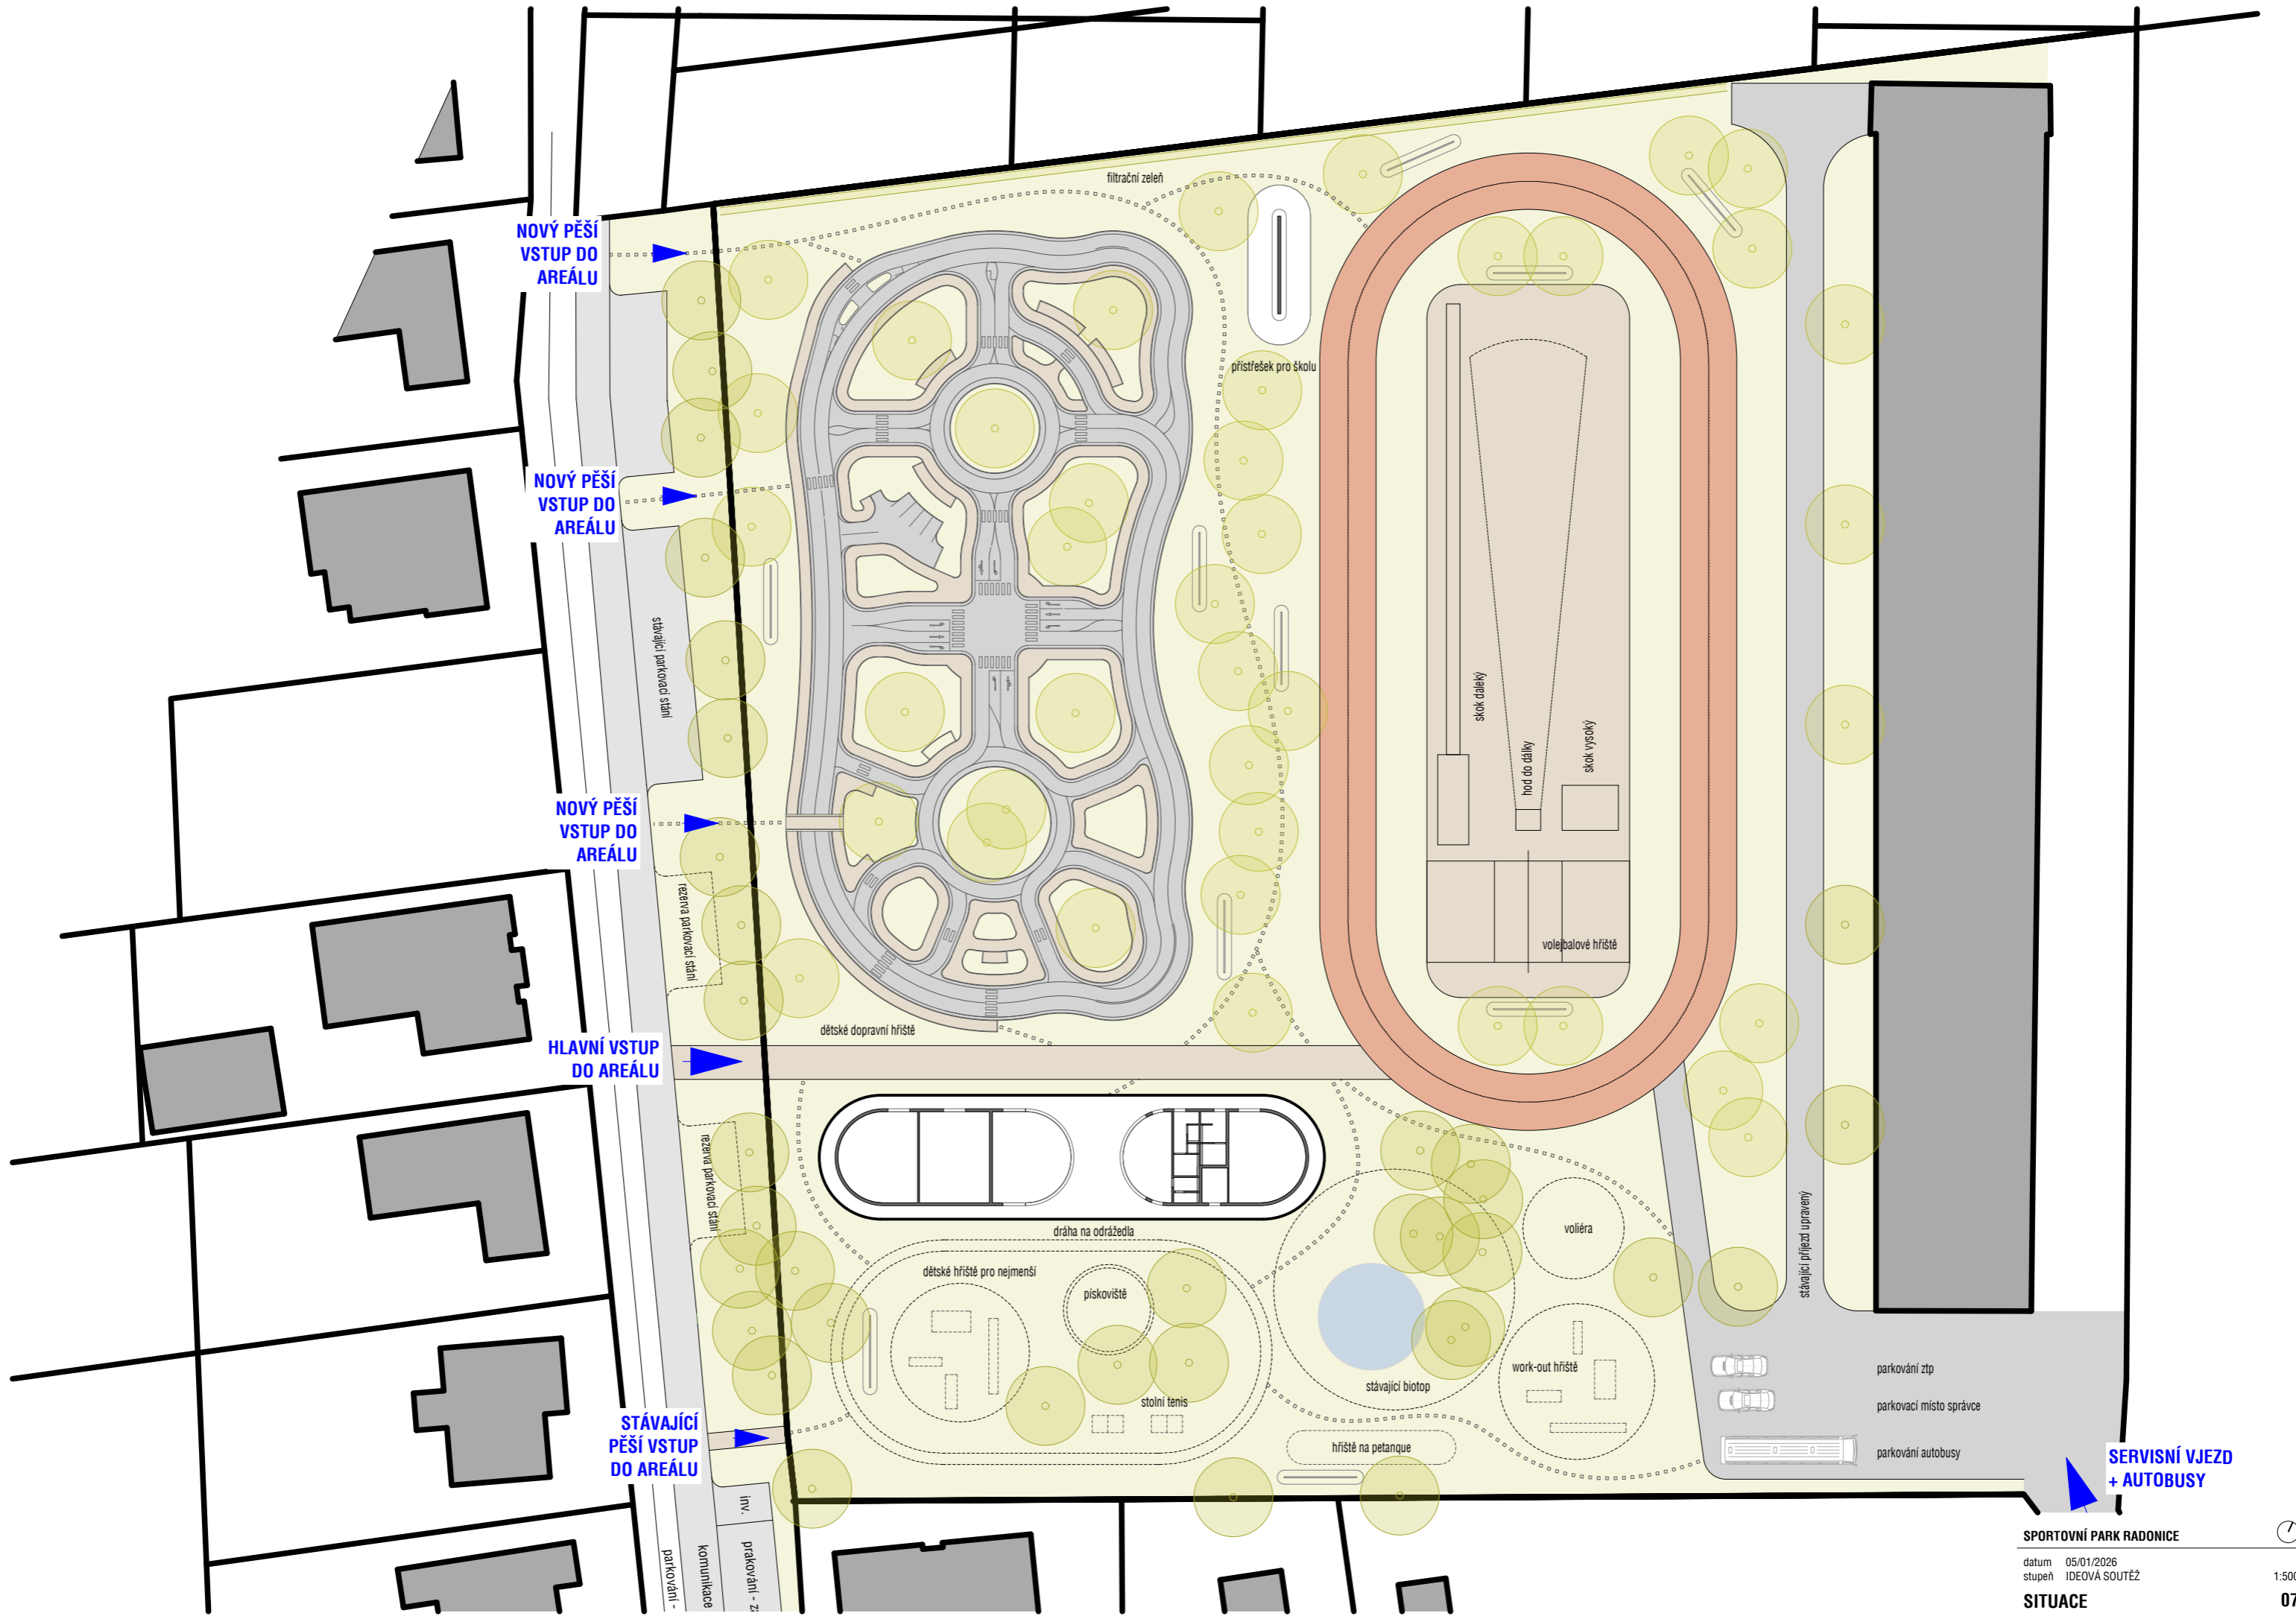 filtrační zeleň
NOVÝ PĚŠÍ
VSTUP DO
AREÁLU
přístřešek pro školu
NOVÝ PĚŠÍ
VSTUP DO
AREÁLU
stávající parkovací stání
skok daleký
hod do dálky
skok vysoký
NOVÝ PĚŠÍ
VSTUP DO
AREÁLU
rezerva parkovací stání
volejbalové hřiště
dětské dopravní hřiště
HLAVNÍ VSTUP
DO AREÁLU
rezerva parkovací stání
dráha na odrážedla
voliéra
stávající příjezd upravený
dětské hřiště pro nejmenší
pískoviště
work-out hřiště
parkování ztp
stávající biotop
stolní tenis
parkovací místo správce
STÁVAJÍCÍ
PĚŠÍ VSTUP
DO AREÁLU
hřiště na petanque
parkování autobusy
SERVISNÍ VJEZD
+ AUTOBUSY
inv.
parkování -
komunikace
prakování -
SPORTOVNÍ PARK RADONICE
datum 05/01/2026
stupeň IDEOVÁ SOUTĚŽ 1:500
SITUACE 07